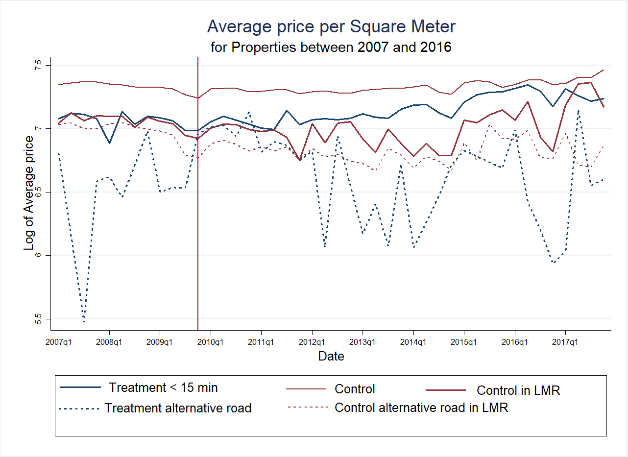 Average price per Square Meter
for Properties between 2007 and 2016
Log of Average price
7.5
7
6.5
6
5.5
2007q1 2008q1 2009q1 2010q1 2011q1 2012q1 2013q1 2014q1 2015q1 2016q1 2017q1
Date
Treatment < 15 min Control Control in LMR
Treatment alternative road Control alternative road in LMR